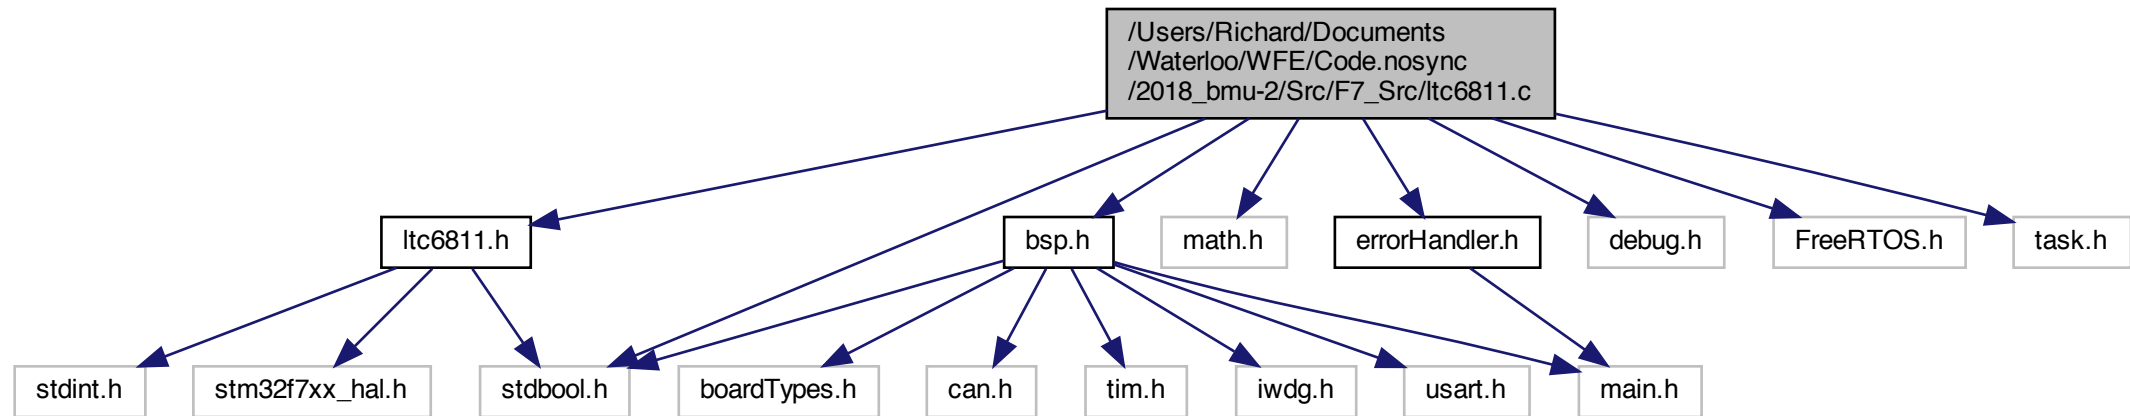 /Users/Richard/Documents
/Waterloo/WFE/Code.nosync
/2018_bmu-2/Src/F7_Src/ltc6811.c
ltc6811.h
bsp.h
math.h
errorHandler.h
debug.h
FreeRTOS.h
task.h
stdint.h
stm32f7xx_hal.h
stdbool.h
boardTypes.h
can.h
tim.h
iwdg.h
usart.h
main.h